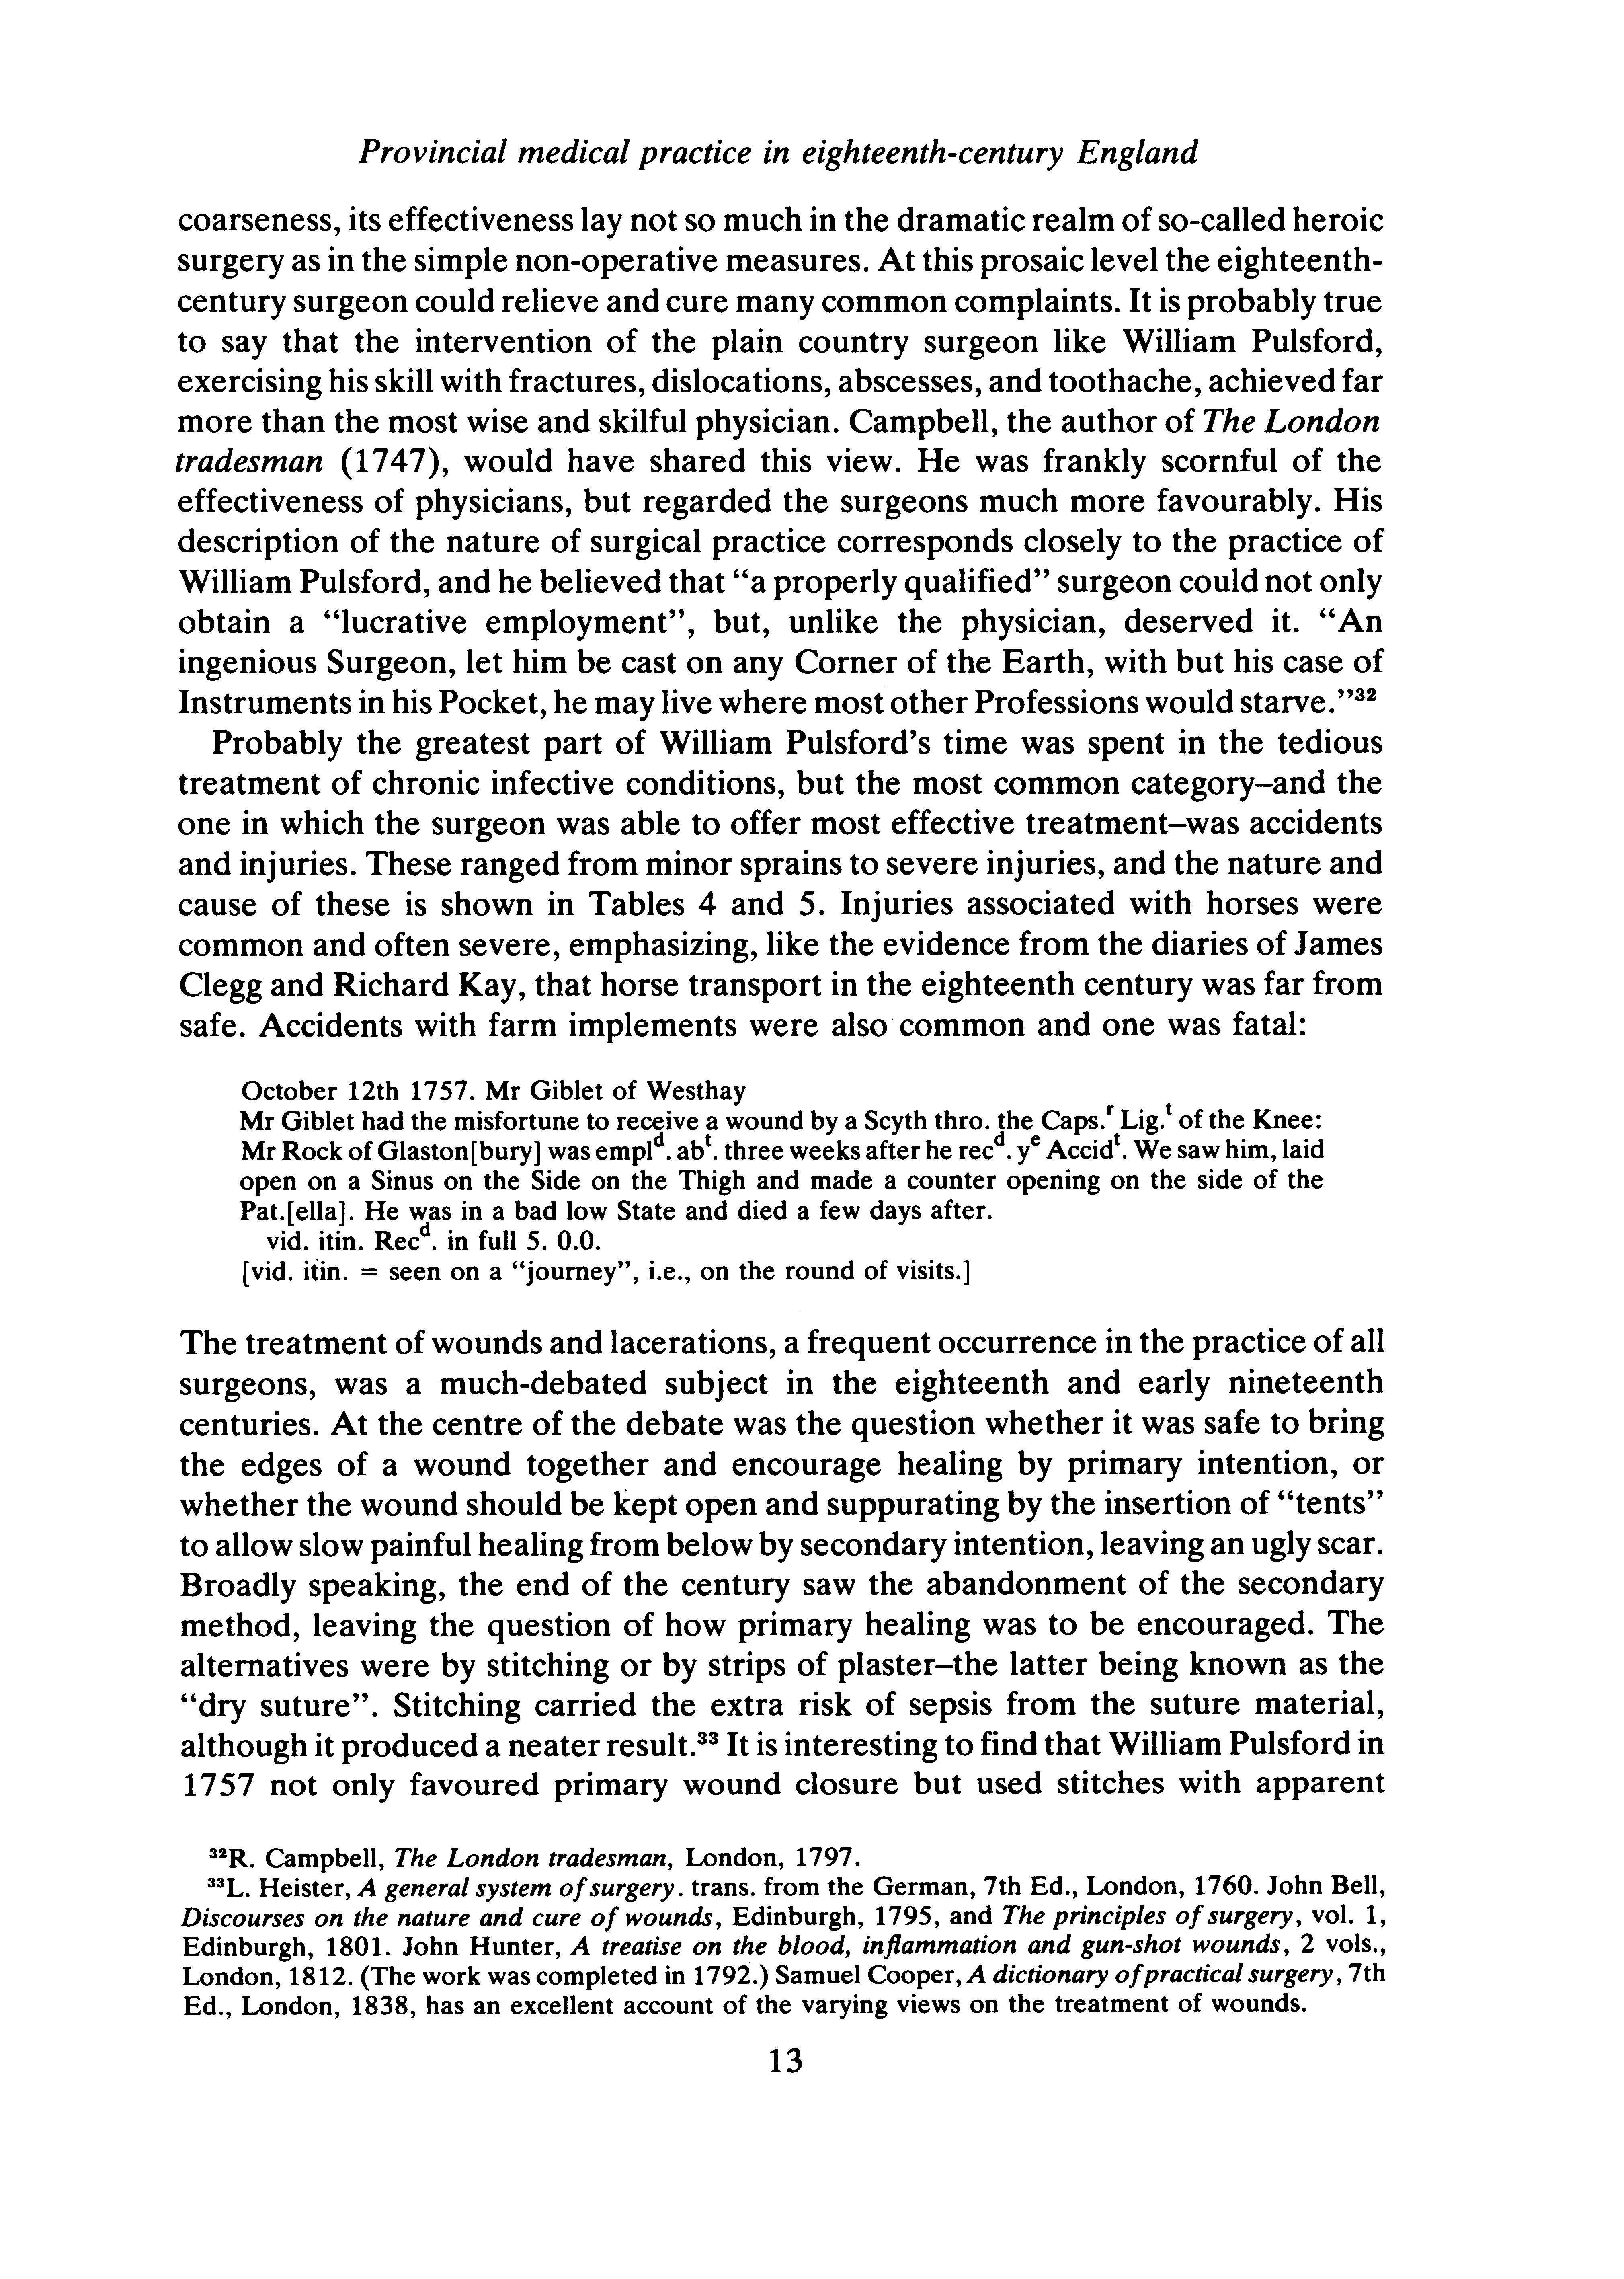 Provincial medical practice in eighteenth-century England
coarseness, its effectiveness lay not so much in the dramatic realm of so-called heroic
surgery as in the simple non-operative measures. At this prosaic level the eighteenth-
century surgeon could relieve and cure many common complaints. It is probably true
to say that the intervention of the plain country surgeon like William Pulsford,
exercising his skill with fractures, dislocations, abscesses, and toothache, achieved far
more than the most wise and skilful physician. Campbell, the author of The London
tradesman (1747), would have shared this view. He was frankly scornful of the
effectiveness of physicians, but regarded the surgeons much more favourably. His
description of the nature of surgical practice corresponds closely to the practice of
William Pulsford, and he believed that “a properly qualified” surgeon could not only
obtain a “lucrative employment”, but, unlike the physician, deserved it. “An
ingenious Surgeon, let him be cast on any Corner of the Earth, with but his case of
Instruments in his Pocket, he may live where most other Professions would starve.”³²
Probably the greatest part of William Pulsford’s time was spent in the tedious
treatment of chronic infective conditions, but the most common category–and the
one in which the surgeon was able to offer most effective treatment–was accidents
and injuries. These ranged from minor sprains to severe injuries, and the nature and
cause of these is shown in Tables 4 and 5. Injuries associated with horses were
common and often severe, emphasizing, like the evidence from the diaries of James
Clegg and Richard Kay, that horse transport in the eighteenth century was far from
safe. Accidents with farm implements were also common and one was fatal:
October 12th 1757. Mr Giblet of Westhay
Mr Giblet had the misfortune to receive a wound by a Scyth thro. the Caps.ʳ Lig.ᵗ of the Knee:
Mr Rock of Glaston[bury] was emplᵈ. abᵗ. three weeks after he recᵈ. yᵉ Accidᵗ. We saw him, laid
open on a Sinus on the Side on the Thigh and made a counter opening on the side of the
Pat.[ella]. He was in a bad low State and died a few days after.
vid. itin. Recᵈ. in full 5. 0.0.
[vid. itin. = seen on a “journey”, i.e., on the round of visits.]
The treatment of wounds and lacerations, a frequent occurrence in the practice of all
surgeons, was a much-debated subject in the eighteenth and early nineteenth
centuries. At the centre of the debate was the question whether it was safe to bring
the edges of a wound together and encourage healing by primary intention, or
whether the wound should be kept open and suppurating by the insertion of “tents”
to allow slow painful healing from below by secondary intention, leaving an ugly scar.
Broadly speaking, the end of the century saw the abandonment of the secondary
method, leaving the question of how primary healing was to be encouraged. The
alternatives were by stitching or by strips of plaster–the latter being known as the
“dry suture”. Stitching carried the extra risk of sepsis from the suture material,
although it produced a neater result.³³ It is interesting to find that William Pulsford in
1757 not only favoured primary wound closure but used stitches with apparent
³²R. Campbell, The London tradesman, London, 1797.
³³L. Heister, A general system of surgery. trans. from the German, 7th Ed., London, 1760. John Bell,
Discourses on the nature and cure of wounds, Edinburgh, 1795, and The principles of surgery, vol. 1,
Edinburgh, 1801. John Hunter, A treatise on the blood, inflammation and gun-shot wounds, 2 vols.,
London, 1812. (The work was completed in 1792.) Samuel Cooper, A dictionary of practical surgery, 7th
Ed., London, 1838, has an excellent account of the varying views on the treatment of wounds.
13